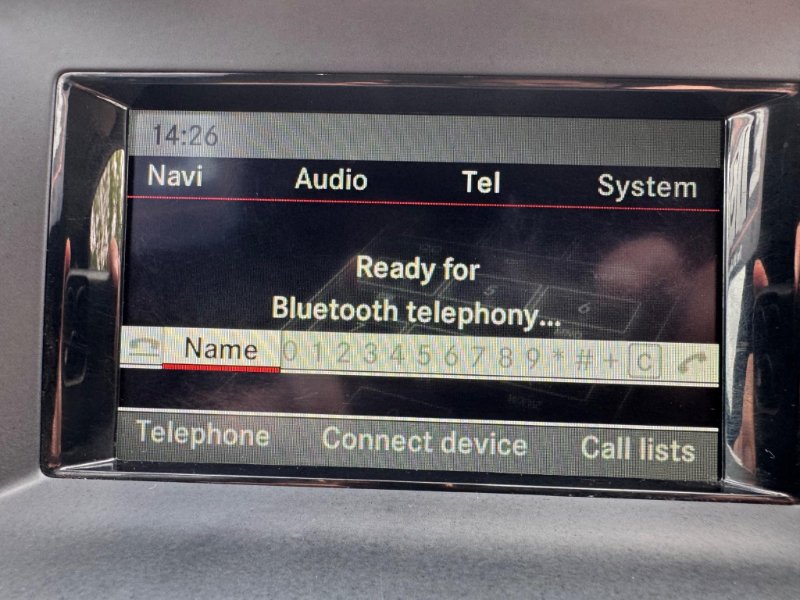 14:26
Navi Audio Tel System
Ready for
Bluetooth telephony...
Name 0 1 2 3 4 5 6 7 8 9 * # + C
Telephone Connect device Call lists